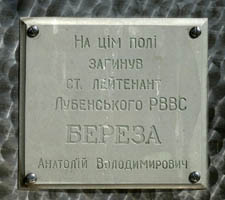 На цім полі
загинув
ст. лейтенант
Лубенського РВВС
БЕРЕЗА
Анатолій Володимирович